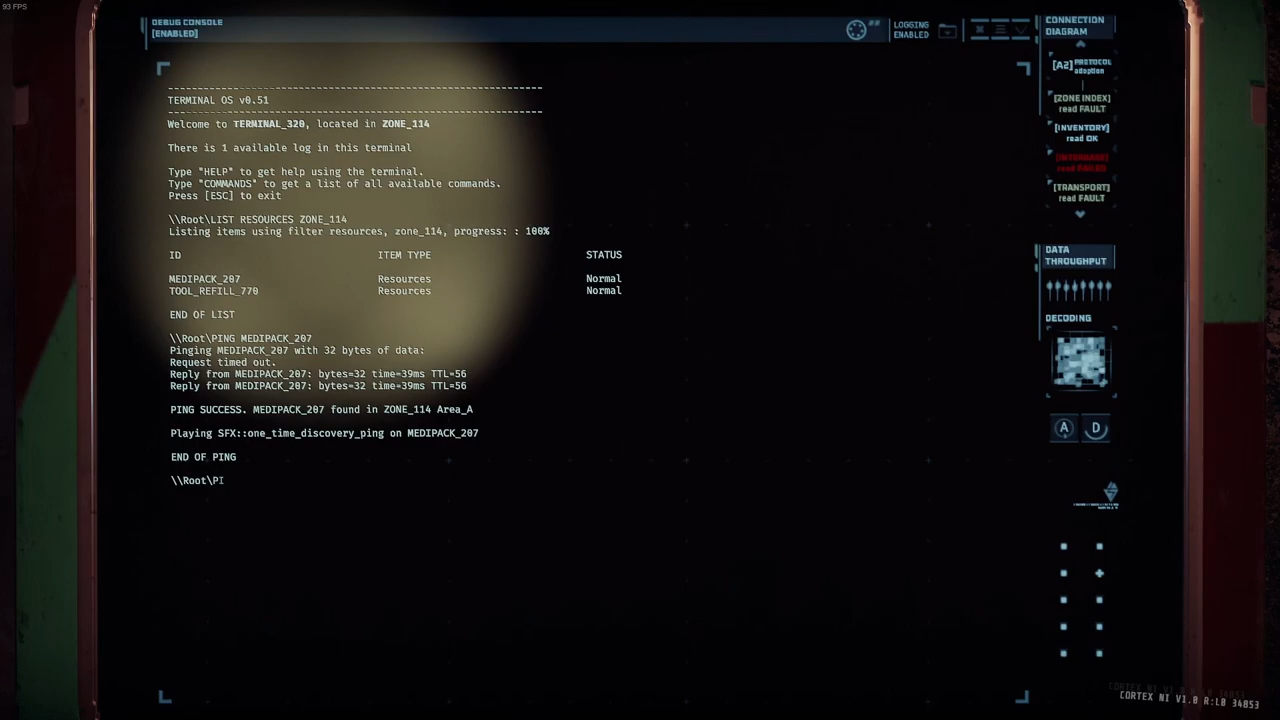 93 FPS
DEBUG CONSOLE
[ENABLED]
LOGGING
ENABLED
CONNECTION
DIAGRAM
[A2] PROTOCOL
adoption
[ZONE INDEX]
read FAULT
[INVENTORY]
read OK
read FAILED
[TRANSPORT]
read FAULT
DATA
THROUGHPUT
DECODING
A D
--------------------------------------------------------
TERMINAL OS v0.51
--------------------------------------------------------
Welcome to TERMINAL_320, located in ZONE_114
There is 1 available log in this terminal
Type "HELP" to get help using the terminal.
Type "COMMANDS" to get a list of all available commands.
Press [ESC] to exit
\\Root\LIST RESOURCES ZONE_114
Listing items using filter resources, zone_114, progress: : 100%
ID ITEM TYPE STATUS
MEDIPACK_207 Resources Normal
TOOL_REFILL_770 Resources Normal
END OF LIST
\\Root\PING MEDIPACK_207
Pinging MEDIPACK_207 with 32 bytes of data:
Request timed out.
Reply from MEDIPACK_207: bytes=32 time=39ms TTL=56
Reply from MEDIPACK_207: bytes=32 time=39ms TTL=56
PING SUCCESS. MEDIPACK_207 found in ZONE_114 Area_A
Playing SFX::one_time_discovery_ping on MEDIPACK_207
END OF PING
\\Root\PI
CORTEX NI V1.0 R:L0 34853